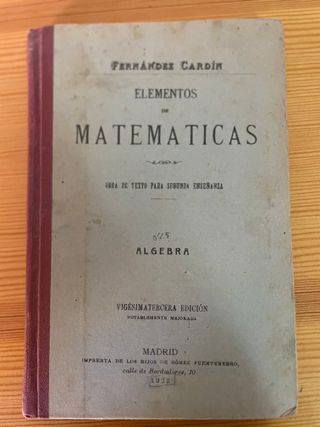 FERNÁNDEZ CARDÍN
ELEMENTOS
DE
MATEMATICAS
OBRA DE TEXTO PARA SEGUNDA ENSEÑANZA
ALGEBRA
VIGÉSIMATERCERA EDICIÓN
NOTABLEMENTE MEJORADA
MADRID
IMPRENTA DE LOS HIJOS DE GÓMEZ FUENTENEBRO,
calle de Bordadores, 10